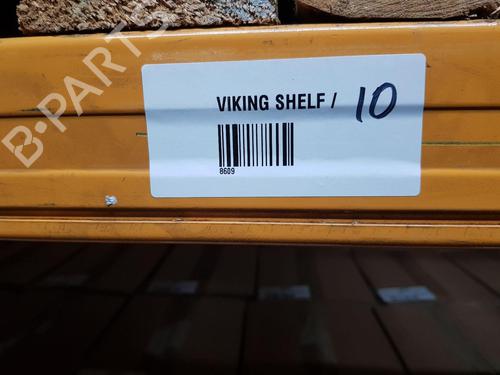 B-PARTS
VIKING SHELF / 10
8609